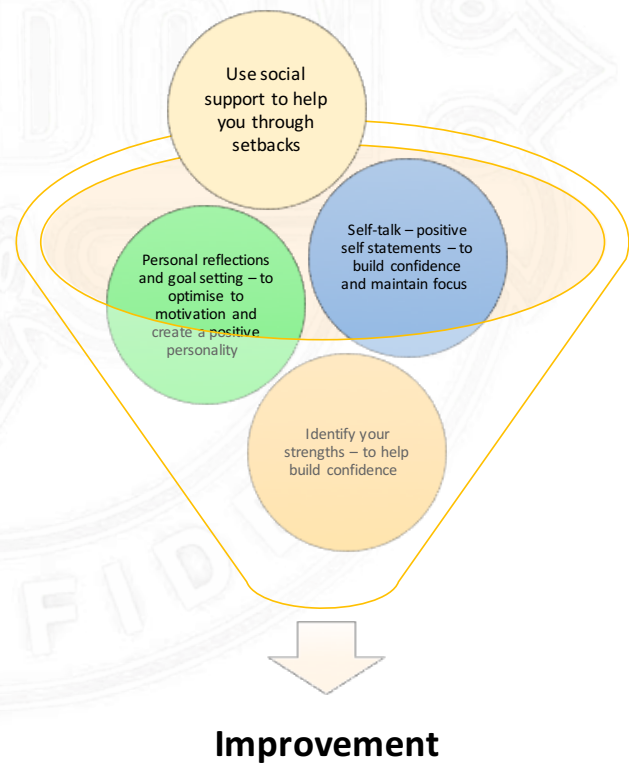 Use social
support to help
you through
setbacks
Self-talk – positive
self statements – to
build confidence
and maintain focus
Personal reflections
and goal setting – to
optimise to
motivation and
create a positive
personality
Identify your
strengths – to help
build confidence
Improvement